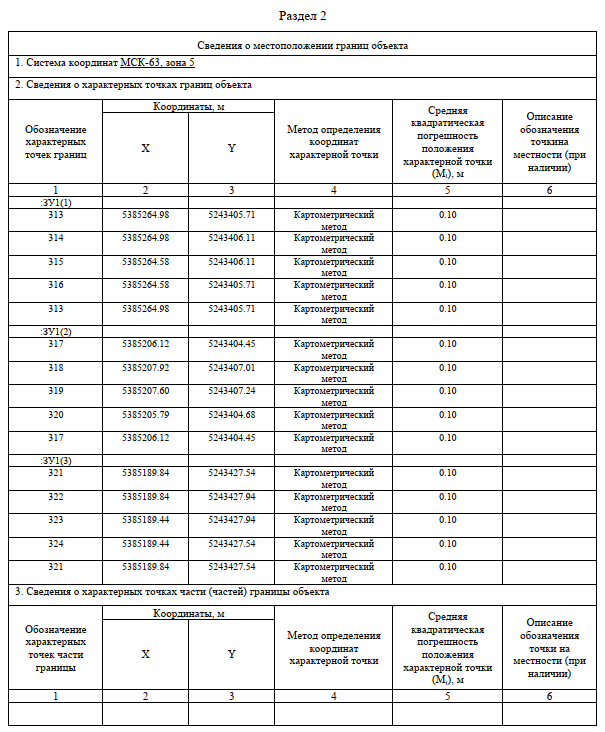 Раздел 2
Сведения о местоположении границ объекта
1. Система координат МСК-63, зона 5
2. Сведения о характерных точках границ объекта
Обозначение характерных точек границ
Координаты, м
X
Y
Метод определения координат характерной точки
Средняя квадратическая погрешность положения характерной точки (Mt), м
Описание обозначения точкина местности (при наличии)
1 2 3 4 5 6
:ЗУ1(1)
313 5385264.98 5243405.71 Картометрический метод 0.10
314 5385264.98 5243406.11 Картометрический метод 0.10
315 5385264.58 5243406.11 Картометрический метод 0.10
316 5385264.58 5243405.71 Картометрический метод 0.10
313 5385264.98 5243405.71 Картометрический метод 0.10
:ЗУ1(2)
317 5385206.12 5243404.45 Картометрический метод 0.10
318 5385207.92 5243407.01 Картометрический метод 0.10
319 5385207.60 5243407.24 Картометрический метод 0.10
320 5385205.79 5243404.68 Картометрический метод 0.10
317 5385206.12 5243404.45 Картометрический метод 0.10
:ЗУ1(3)
321 5385189.84 5243427.54 Картометрический метод 0.10
322 5385189.84 5243427.94 Картометрический метод 0.10
323 5385189.44 5243427.94 Картометрический метод 0.10
324 5385189.44 5243427.54 Картометрический метод 0.10
321 5385189.84 5243427.54 Картометрический метод 0.10
3. Сведения о характерных точках части (частей) границы объекта
Обозначение характерных точек части границы
Координаты, м
X
Y
Метод определения координат характерной точки
Средняя квадратическая погрешность положения характерной точки (Mt), м
Описание обозначения точки на местности (при наличии)
1 2 3 4 5 6